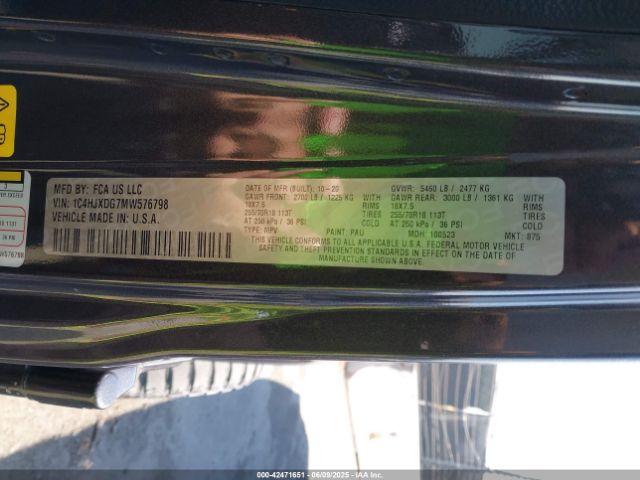 MFD BY: FCA US LLC
VIN: 1C4HJXDG7MW576798
VEHICLE MADE IN U.S.A.
DATE OF MFR (BUILT): 10-20
GAWR FRONT: 2700 LB / 1225 KG WITH
18X7.5 TIRES
255/70R18 113T COLD
AT 250 kPa / 36 PSI
TYPE: MPV PAINT: PAU
GVWR: 5460 LB / 2477 KG
GAWR REAR: 3000 LB / 1361 KG WITH
18X7.5 TIRES
255/70R18 113T COLD
AT 250 kPa / 36 PSI
MDH: 100523 MKT: 875
CONFORMS TO ALL APPLICABLE U.S.A. FEDERAL MOTOR VEHICLE
SAFETY AND THEFT PREVENTION STANDARDS IN EFFECT ON THE DATE OF
MANUFACTURE SHOWN ABOVE.
3
36 PSI
W576798
000-42471651 06/09/2025 IAA Inc.